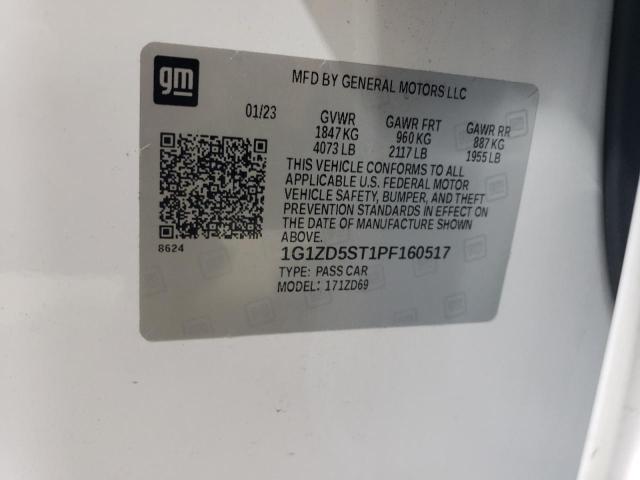 gm
MFD BY GENERAL MOTORS LLC
01/23 GVWR GAWR FRT GAWR RR
1847 KG 960 KG 887 KG
4073 LB 2117 LB 1955 LB
THIS VEHICLE CONFORMS TO ALL
APPLICABLE U.S. FEDERAL MOTOR
VEHICLE SAFETY, BUMPER, AND THEFT
PREVENTION STANDARDS IN EFFECT ON
THE DATE OF MANUFACTURE SHOWN
ABOVE.
8624
1G1ZD5ST1PF160517
TYPE: PASS CAR
MODEL: 171ZD69